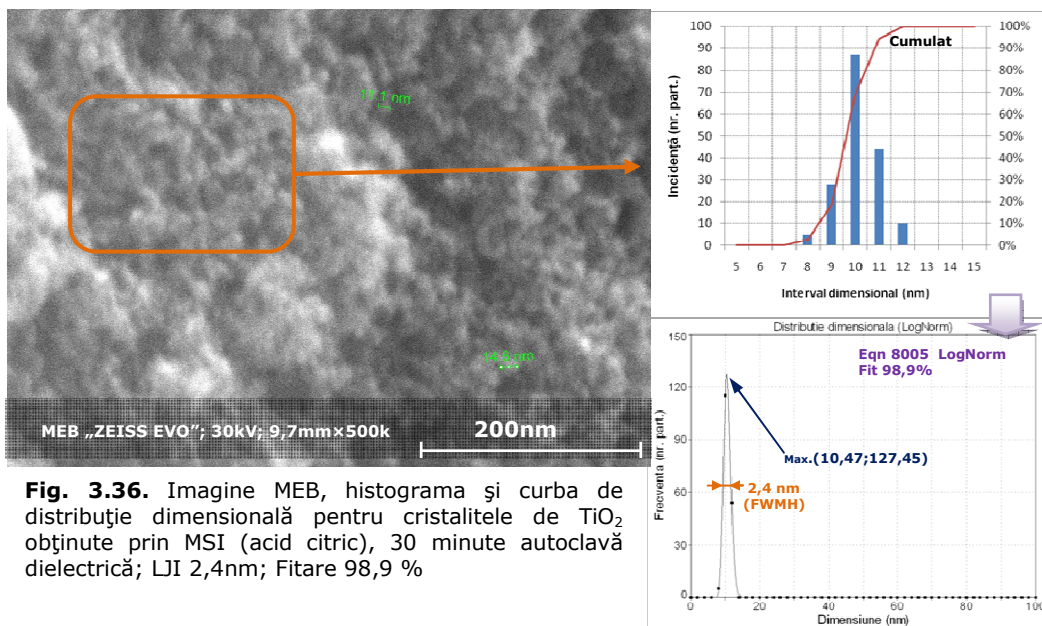 11,1 nm
MEB „ZEISS EVO”; 30kV; 9,7mm×500k
200nm
Fig. 3.36. Imagine MEB, histograma şi curba de
distribuţie dimensională pentru cristalitele de TiO2
obţinute prin MSI (acid citric), 30 minute autoclavă
dielectrică; LJI 2,4nm; Fitare 98,9 %
Cumulat
Incidenţă (nr. part.)
100 90 80 70 60 50 40 30 20 10 0
100% 90% 80% 70% 60% 50% 40% 30% 20% 10% 0%
5 6 7 8 9 10 11 12 13 14 15
Interval dimensional (nm)
Distributie dimensionala (LogNorm)
Eqn 8005 LogNorm
Fit 98,9%
Max.(10,47;127,45)
2,4 nm
(FWMH)
Frecventa (nr. part.)
150 120 90 60 30 0
0 20 40 60 80 100
Dimensiune (nm)